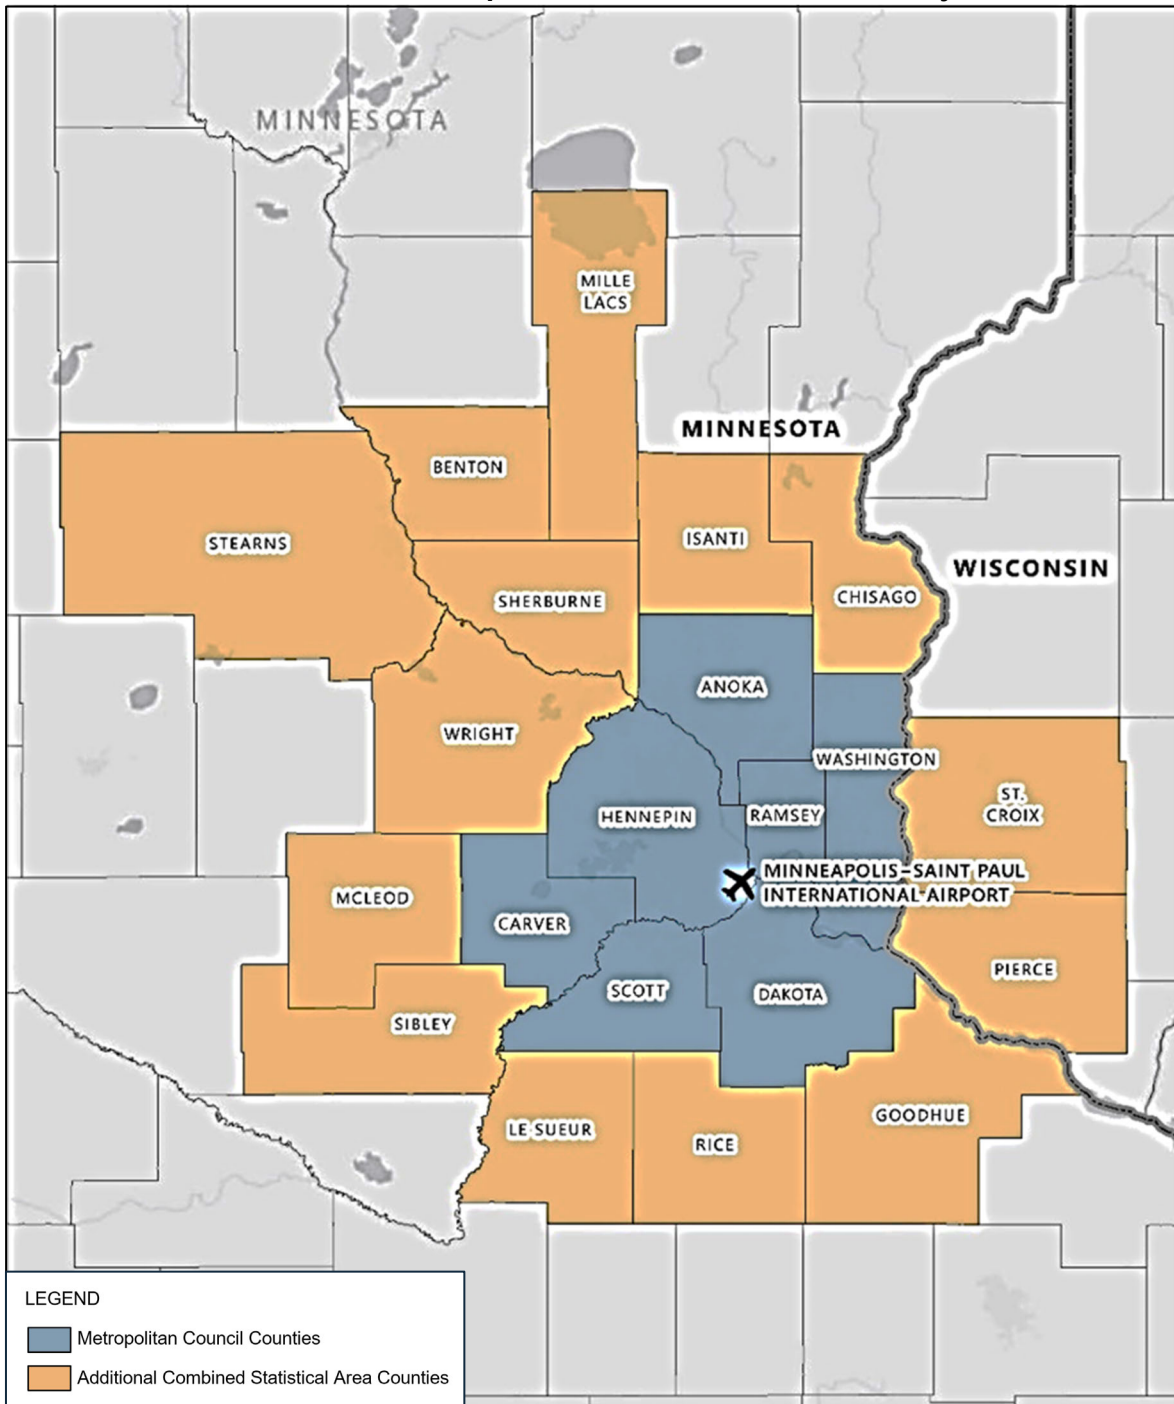 MINNESOTA
MILLE
LACS
MINNESOTA
BENTON
STEARNS
ISANTI
WISCONSIN
SHERBURNE
CHISAGO
ANOKA
WRIGHT
WASHINGTON
ST.
CROIX
HENNEPIN
RAMSEY
MINNEAPOLIS–SAINT PAUL
INTERNATIONAL AIRPORT
MCLEOD
CARVER
PIERCE
SCOTT
DAKOTA
SIBLEY
GOODHUE
LE SUEUR
RICE
LEGEND
Metropolitan Council Counties
Additional Combined Statistical Area Counties